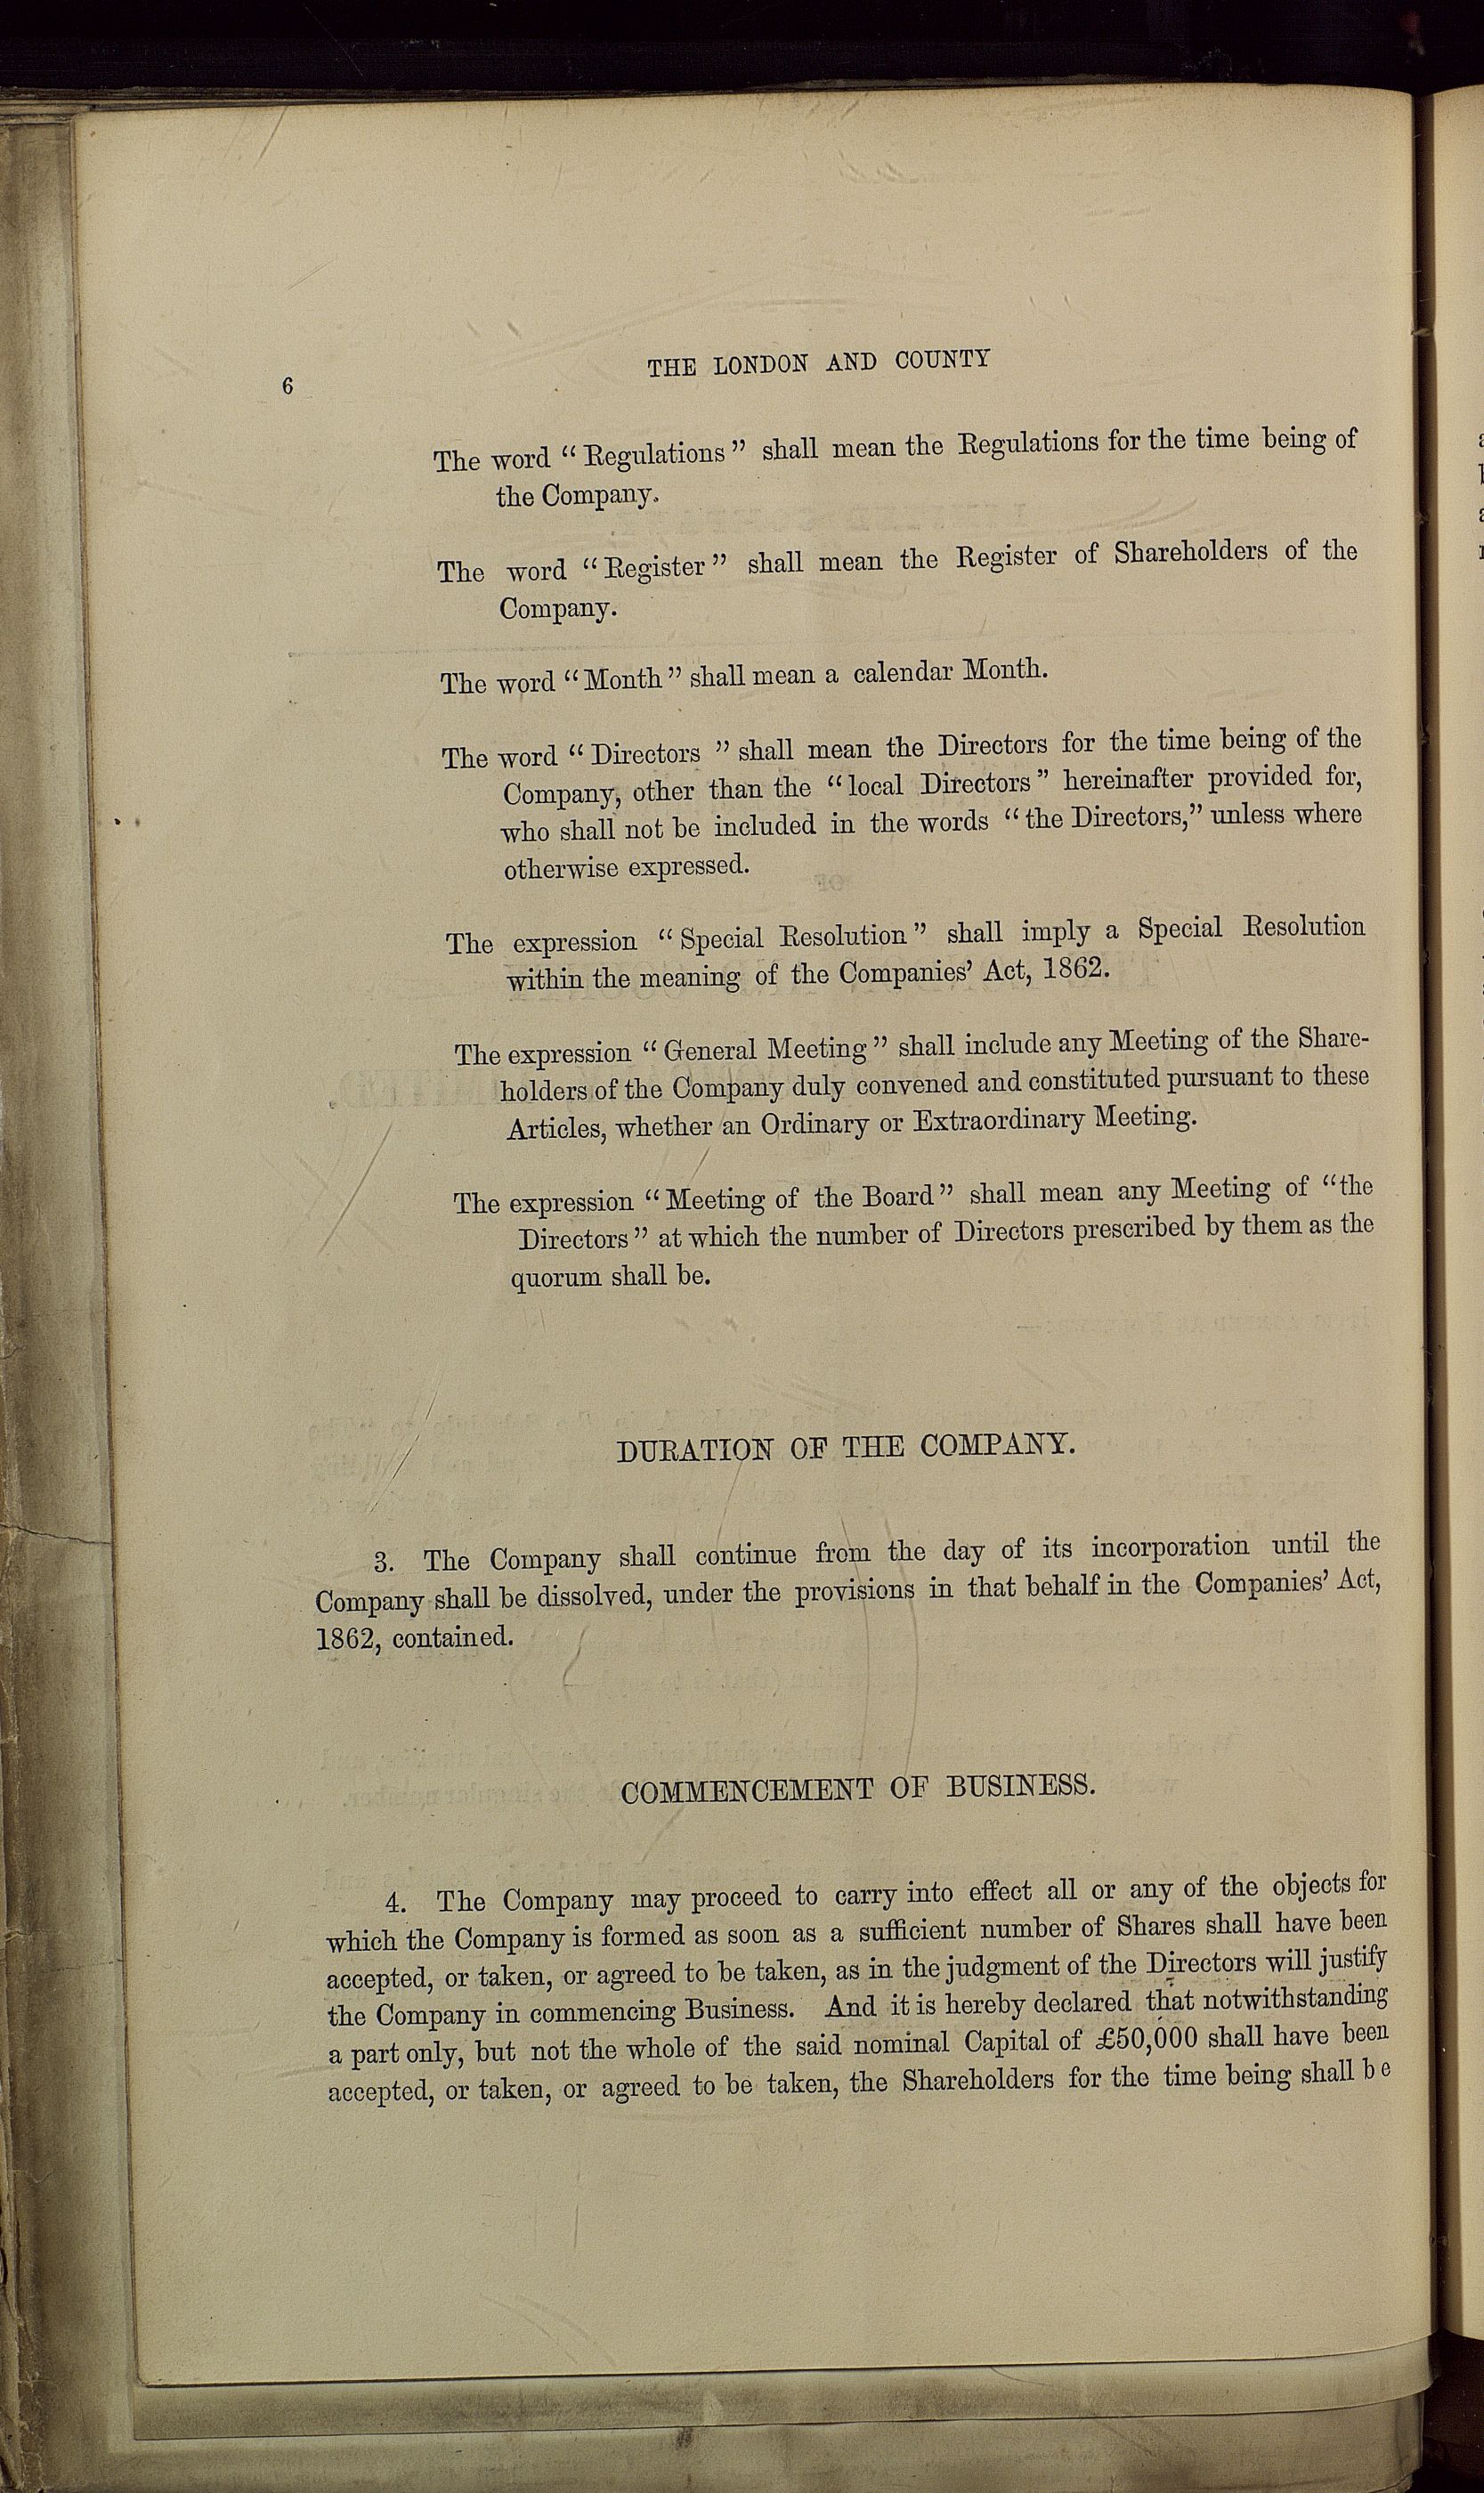 6
THE LONDON AND COUNTY
The word “ Regulations ” shall mean the Regulations for the time being of
the Company.
The word “ Register ” shall mean the Register of Shareholders of the
Company.
The word “ Month ” shall mean a calendar Month.
The word “ Directors ” shall mean the Directors for the time being of the
Company, other than the “ local Directors ” hereinafter provided for,
who shall not be included in the words “ the Directors,” unless where
otherwise expressed.
The expression “ Special Resolution ” shall imply a Special Resolution
within the meaning of the Companies’ Act, 1862.
The expression “ General Meeting ” shall include any Meeting of the Share-
holders of the Company duly convened and constituted pursuant to these
Articles, whether an Ordinary or Extraordinary Meeting.
The expression “ Meeting of the Board ” shall mean any Meeting of “ the
Directors ” at which the number of Directors prescribed by them as the
quorum shall be.
DURATION OF THE COMPANY.
3. The Company shall continue from the day of its incorporation until the
Company shall be dissolved, under the provisions in that behalf in the Companies’ Act,
1862, contained.
COMMENCEMENT OF BUSINESS.
4. The Company may proceed to carry into effect all or any of the objects for
which the Company is formed as soon as a sufficient number of Shares shall have been
accepted, or taken, or agreed to be taken, as in the judgment of the Directors will justify
the Company in commencing Business. And it is hereby declared that notwithstanding
a part only, but not the whole of the said nominal Capital of £50,000 shall have been
accepted, or taken, or agreed to be taken, the Shareholders for the time being shall be